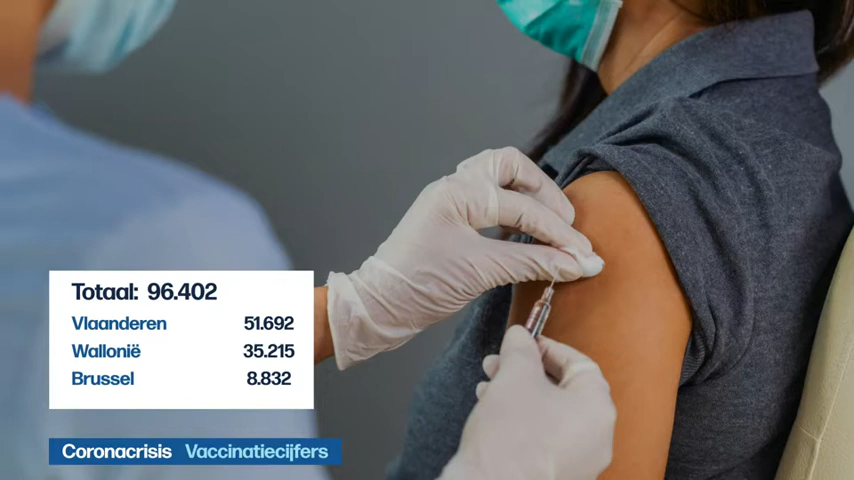 Totaal: 96.402
Vlaanderen 51.692
Wallonië 35.215
Brussel 8.832
Coronacrisis Vaccinatiecijfers